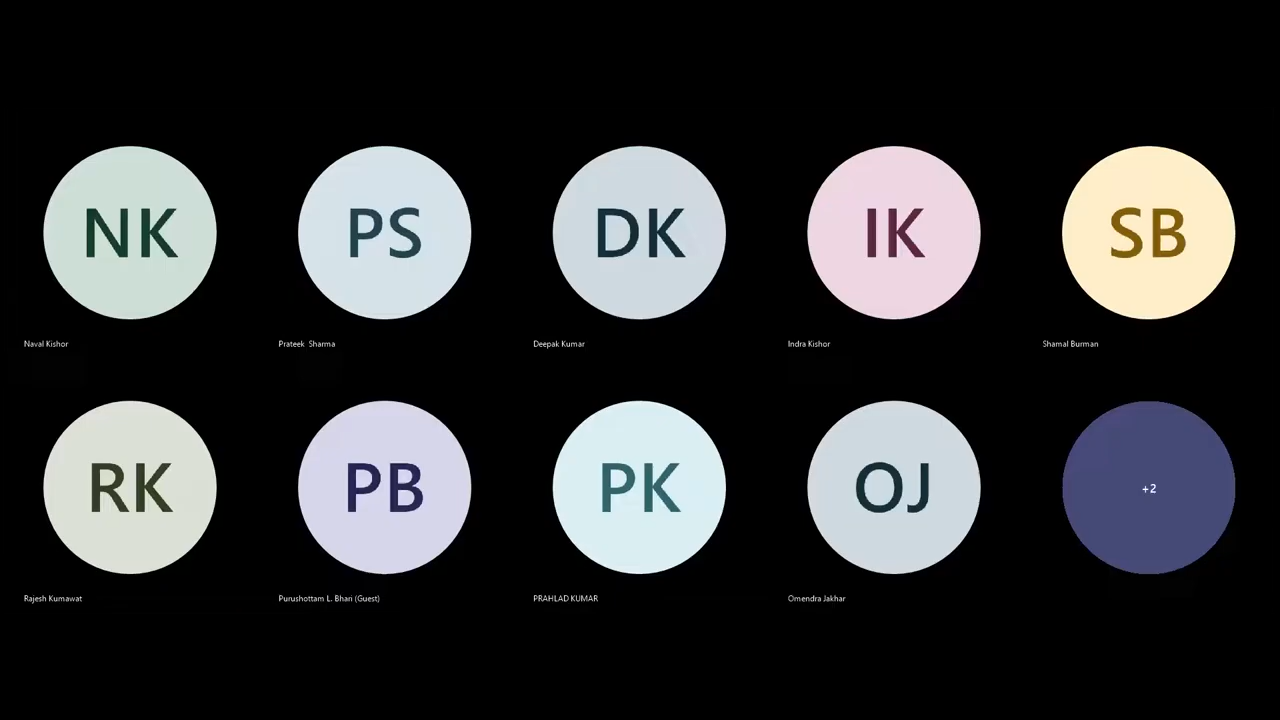 NK
PS
DK
IK
SB
Naval Kishor
Prateek  Sharma
Deepak Kumar
Indra Kishor
Shamal Burman
RK
PB
PK
OJ
+2
Rajesh Kumawat
Purushottam L. Bhari (Guest)
PRAHLAD KUMAR
Omendra Jakhar